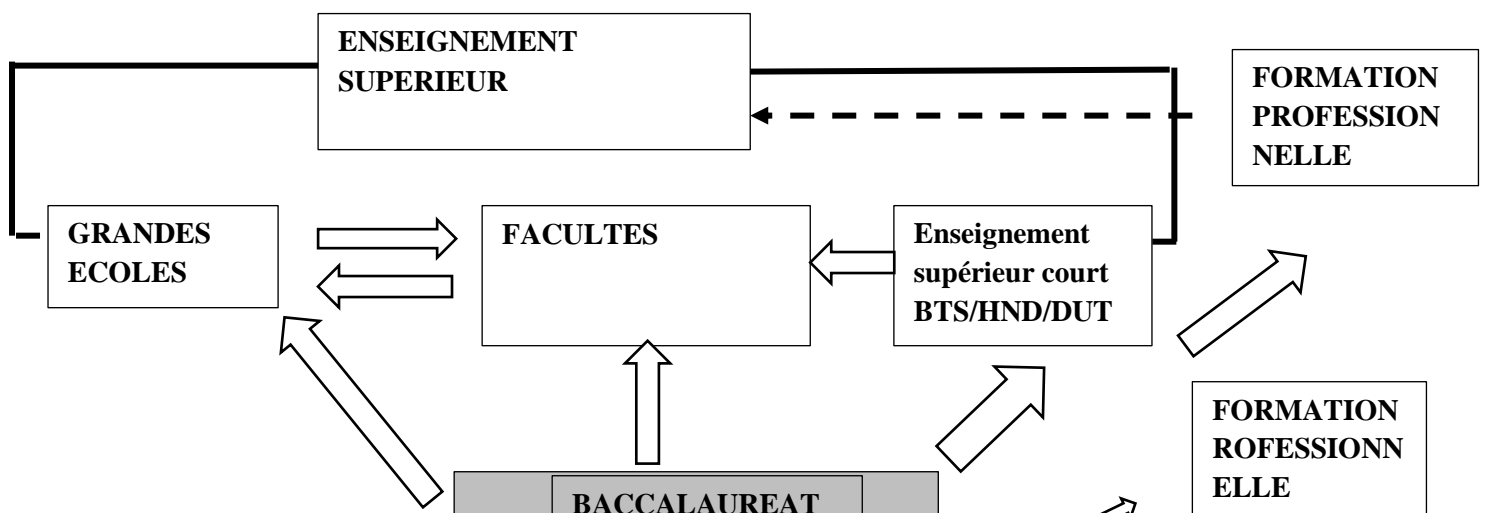 ENSEIGNEMENT
SUPERIEUR
FORMATION
PROFESSION
NELLE
GRANDES
ECOLES
FACULTES
Enseignement
supérieur court
BTS/HND/DUT
FORMATION
ROFESSIONN
ELLE
BACCALAUREAT